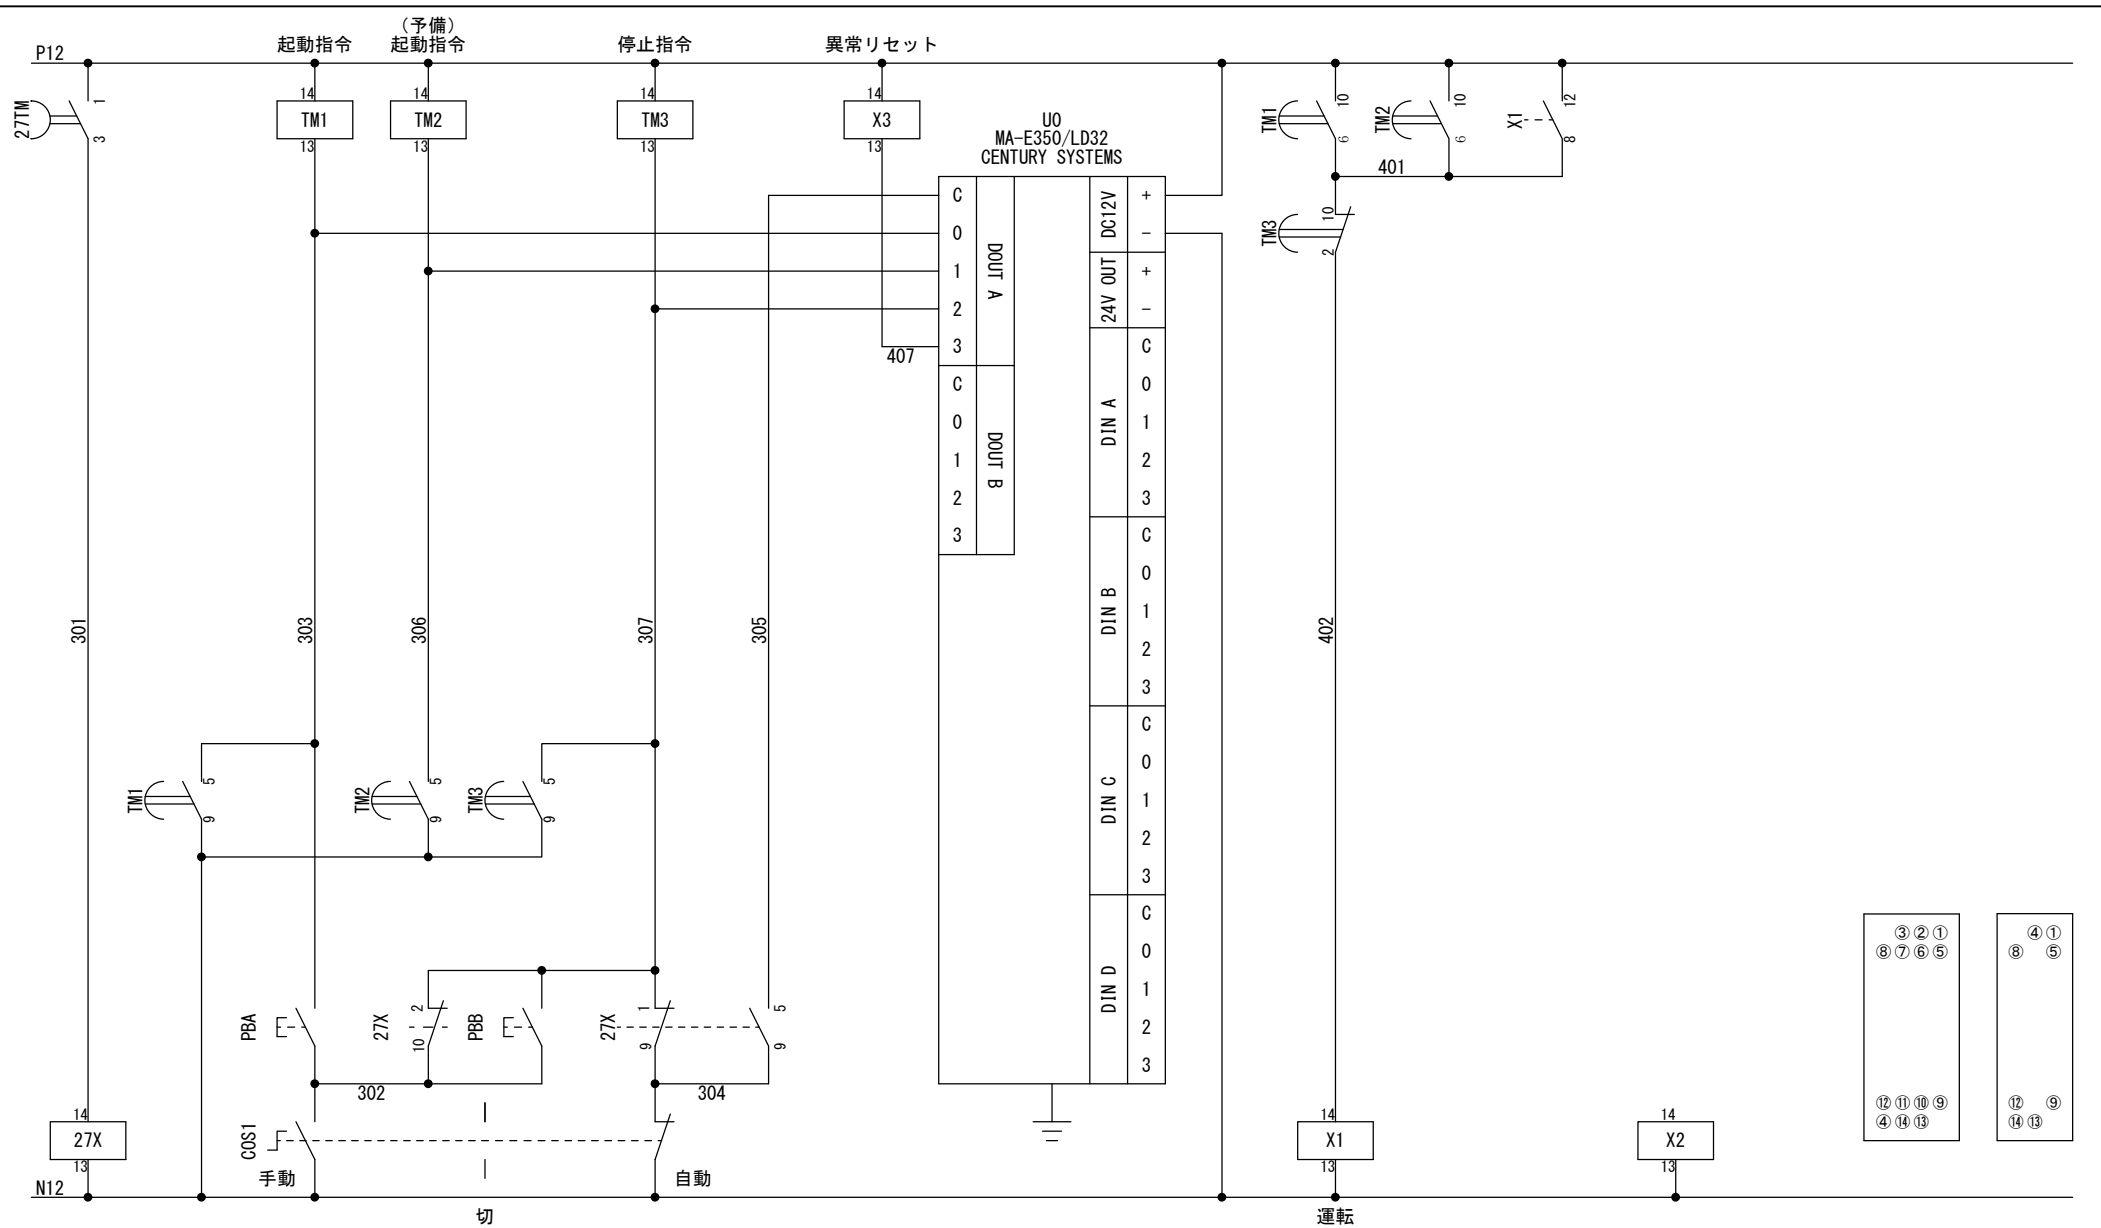 (予備)
起動指令
起動指令
停止指令
異常リセット
P12
27TM
1
3
14
TM1
13
14
TM2
13
14
TM3
13
14
X3
13
U0
MA-E350/LD32
CENTURY SYSTEMS
TM1
10
6
TM2
10
6
X1
12
8
401
TM3
10
2
C
0
1
2
3
DOUT A
C
0
1
2
3
DOUT B
407
DC12V
+
-
24V OUT
+
-
DIN A
C
0
1
2
3
DIN B
C
0
1
2
3
DIN C
C
0
1
2
3
DIN D
C
0
1
2
3
301
303
306
307
305
402
TM1
5
9
TM2
5
9
TM3
5
9
PBA
27X
2
10
PBB
27X
1
9
5
9
302
304
COS1
手動
自動
切
14
27X
13
N12
14
X1
13
運転
14
X2
13
③②①
⑧⑦⑥⑤
⑫⑪⑩⑨
④⑭⑬
④①
⑧ ⑤
⑫ ⑨
⑭⑬